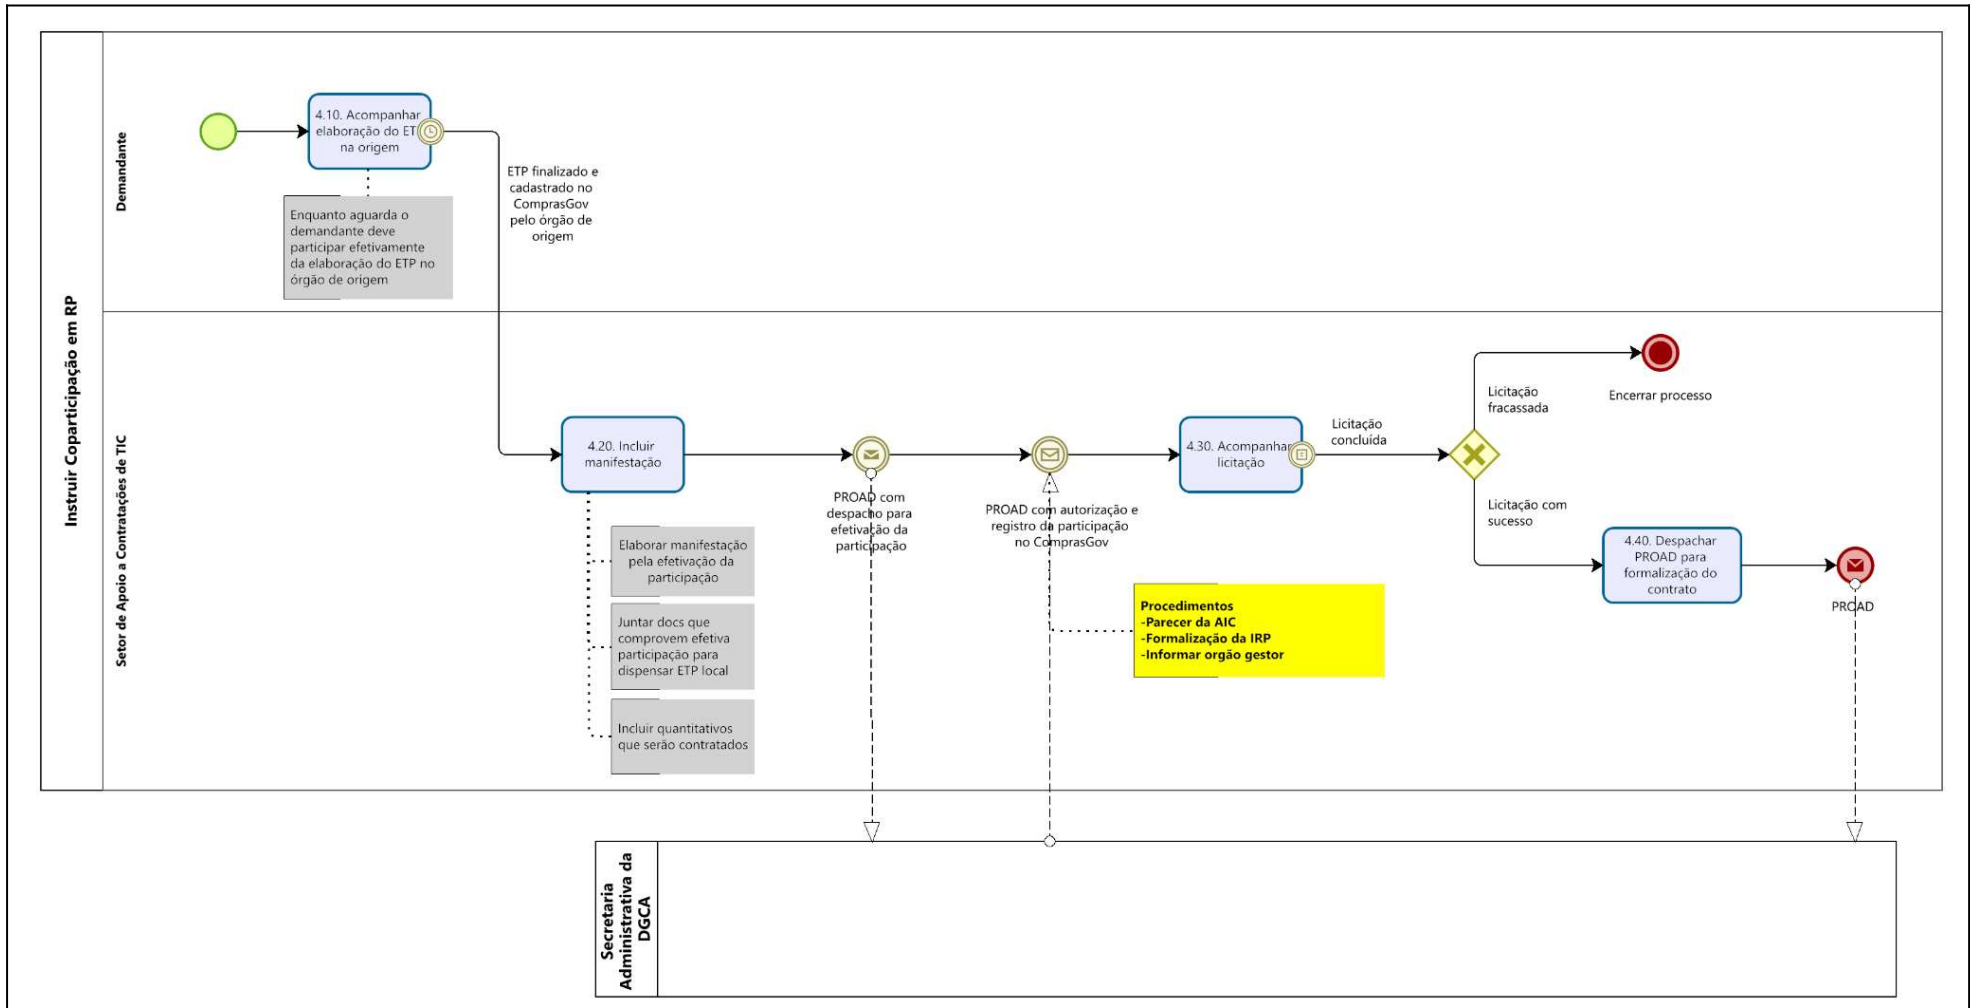 Instruir Coparticipação em RP
Demandante
4.10. Acompanhar
elaboração do ET
na origem
Enquanto aguarda o
demandante deve
participar efetivamente
da elaboração do ETP no
órgão de origem
ETP finalizado e
cadastrado no
ComprasGov
pelo órgão de
origem
Setor de Apoio a Contratações de TIC
4.20. Incluir
manifestação
Elaborar manifestação
pela efetivação da
participação
Juntar docs que
comprovem efetiva
participação para
dispensar ETP local
Incluir quantitativos
que serão contratados
PROAD com
despacho para
efetivação da
participação
PROAD com autorização e
registro da participação
no ComprasGov
Procedimentos
-Parecer da AIC
-Formalização da IRP
-Informar orgão gestor
4.30. Acompanhar
licitação
Licitação
concluída
Licitação
fracassada
Encerrar processo
Licitação com
sucesso
4.40. Despachar
PROAD para
formalização do
contrato
PROAD
Secretaria
Administrativa da
DGCA